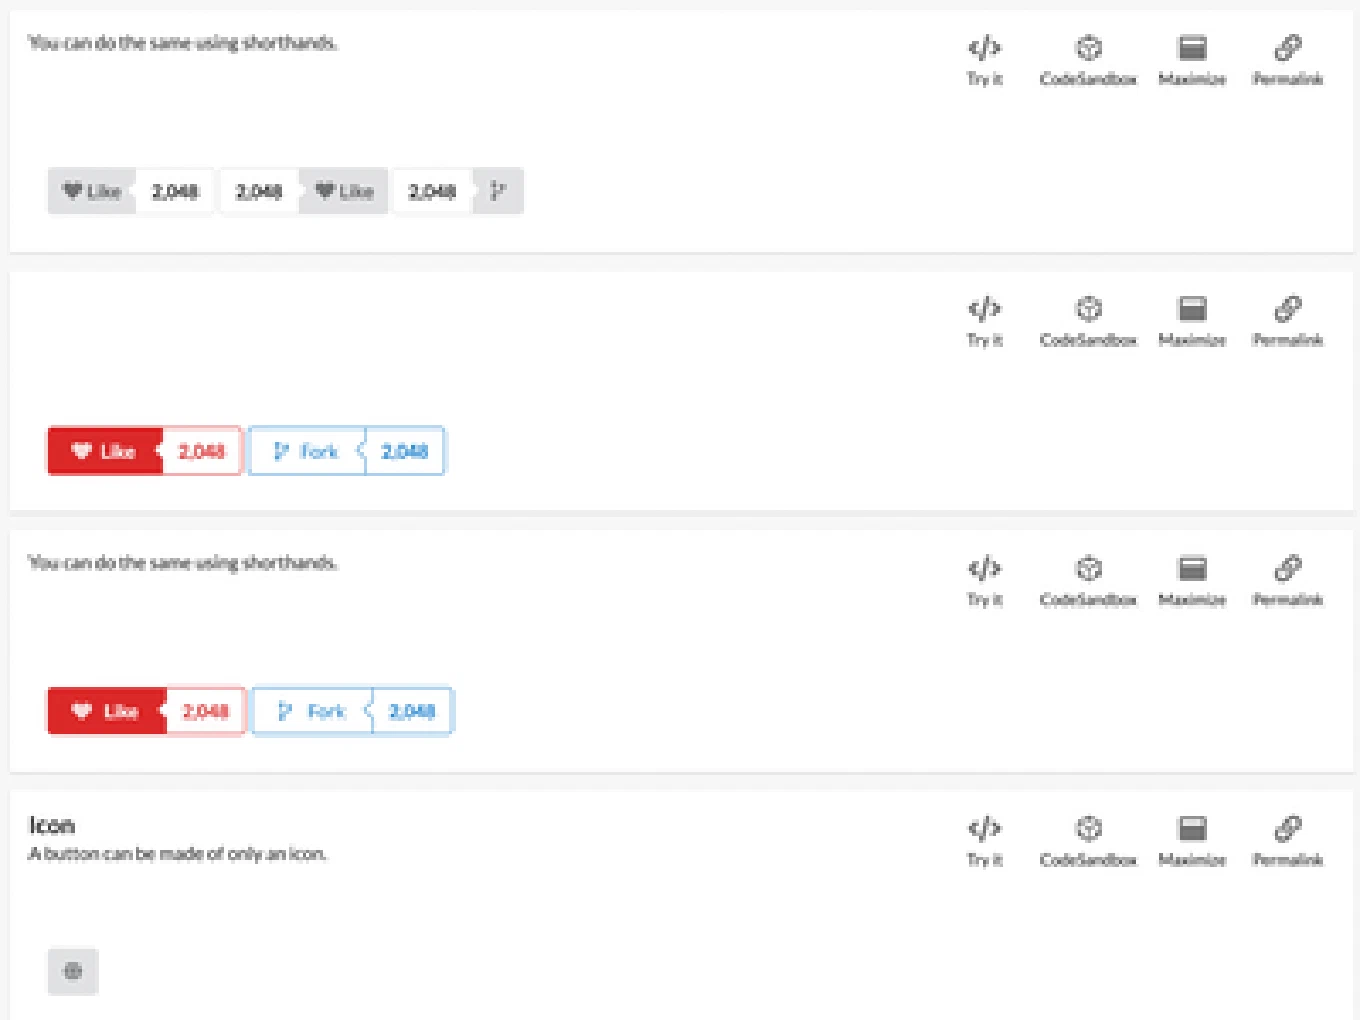 You can do the same using shorthands.
Try it CodeSandbox Maximize Permalink
Like 2,048 2,048 Like 2,048
Try it CodeSandbox Maximize Permalink
Like 2,048 Fork 2,048
You can do the same using shorthands.
Try it CodeSandbox Maximize Permalink
Like 2,048 Fork 2,048
Icon
A button can be made of only an icon.
Try it CodeSandbox Maximize Permalink